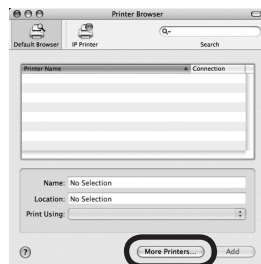 Printer Browser
Default Browser IP Printer Search
Printer Name Connection
Name: No Selection
Location: No Selection
Print Using:
? More Printers... Add